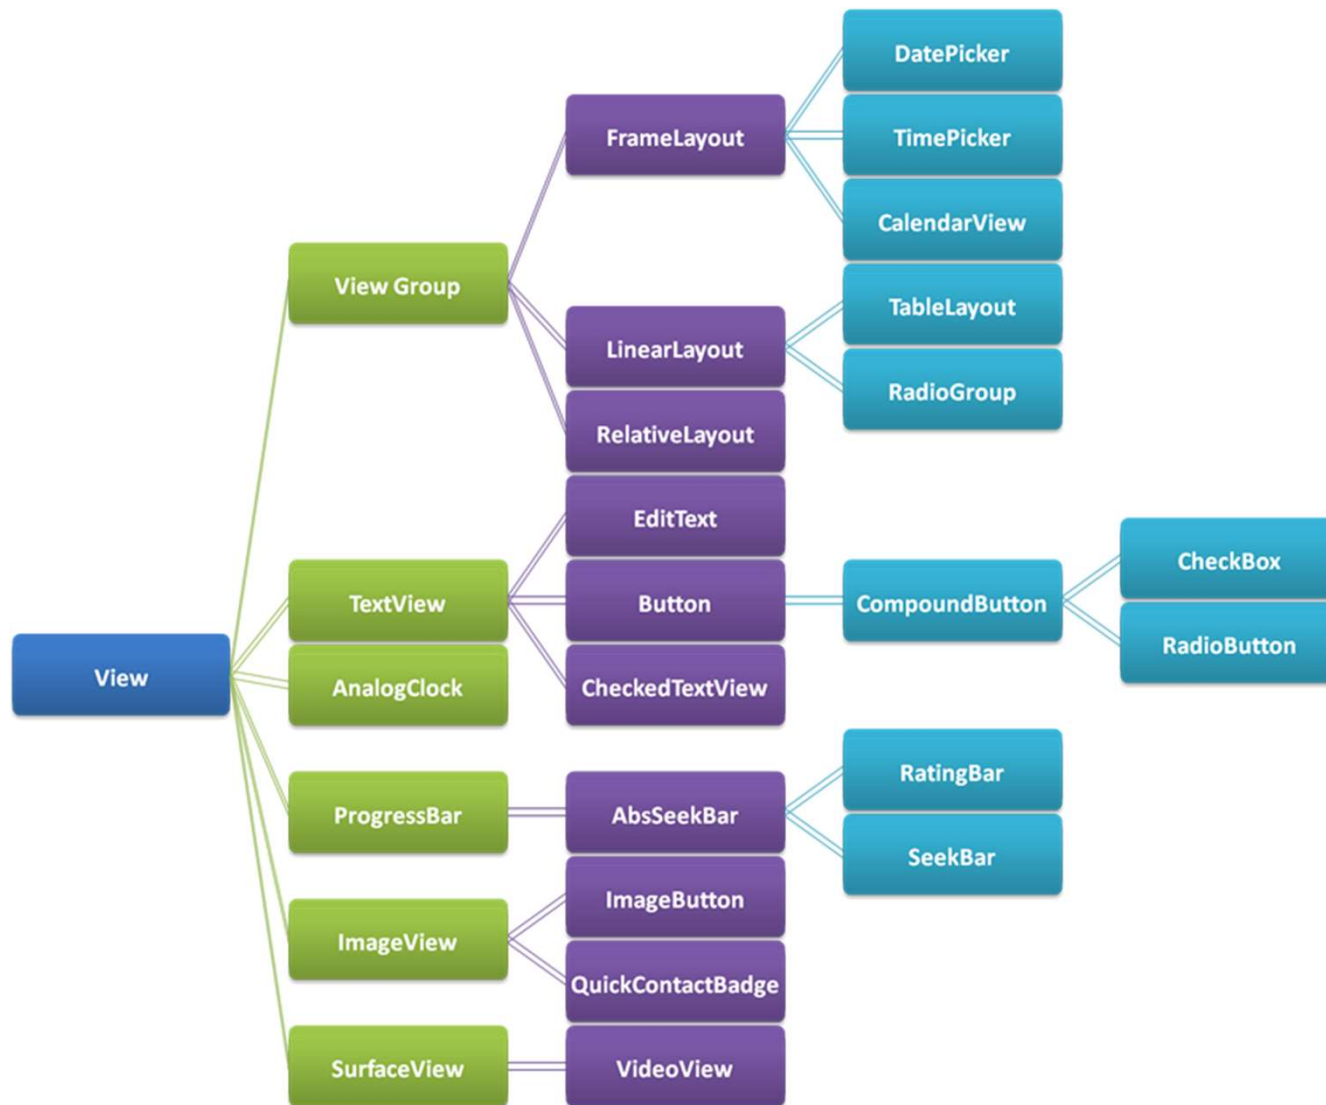 DatePicker
FrameLayout
TimePicker
CalendarView
View Group
TableLayout
LinearLayout
RadioGroup
RelativeLayout
EditText
CheckBox
TextView
Button
CompoundButton
RadioButton
View
AnalogClock
CheckedTextView
RatingBar
ProgressBar
AbsSeekBar
SeekBar
ImageButton
ImageView
QuickContactBadge
SurfaceView
VideoView